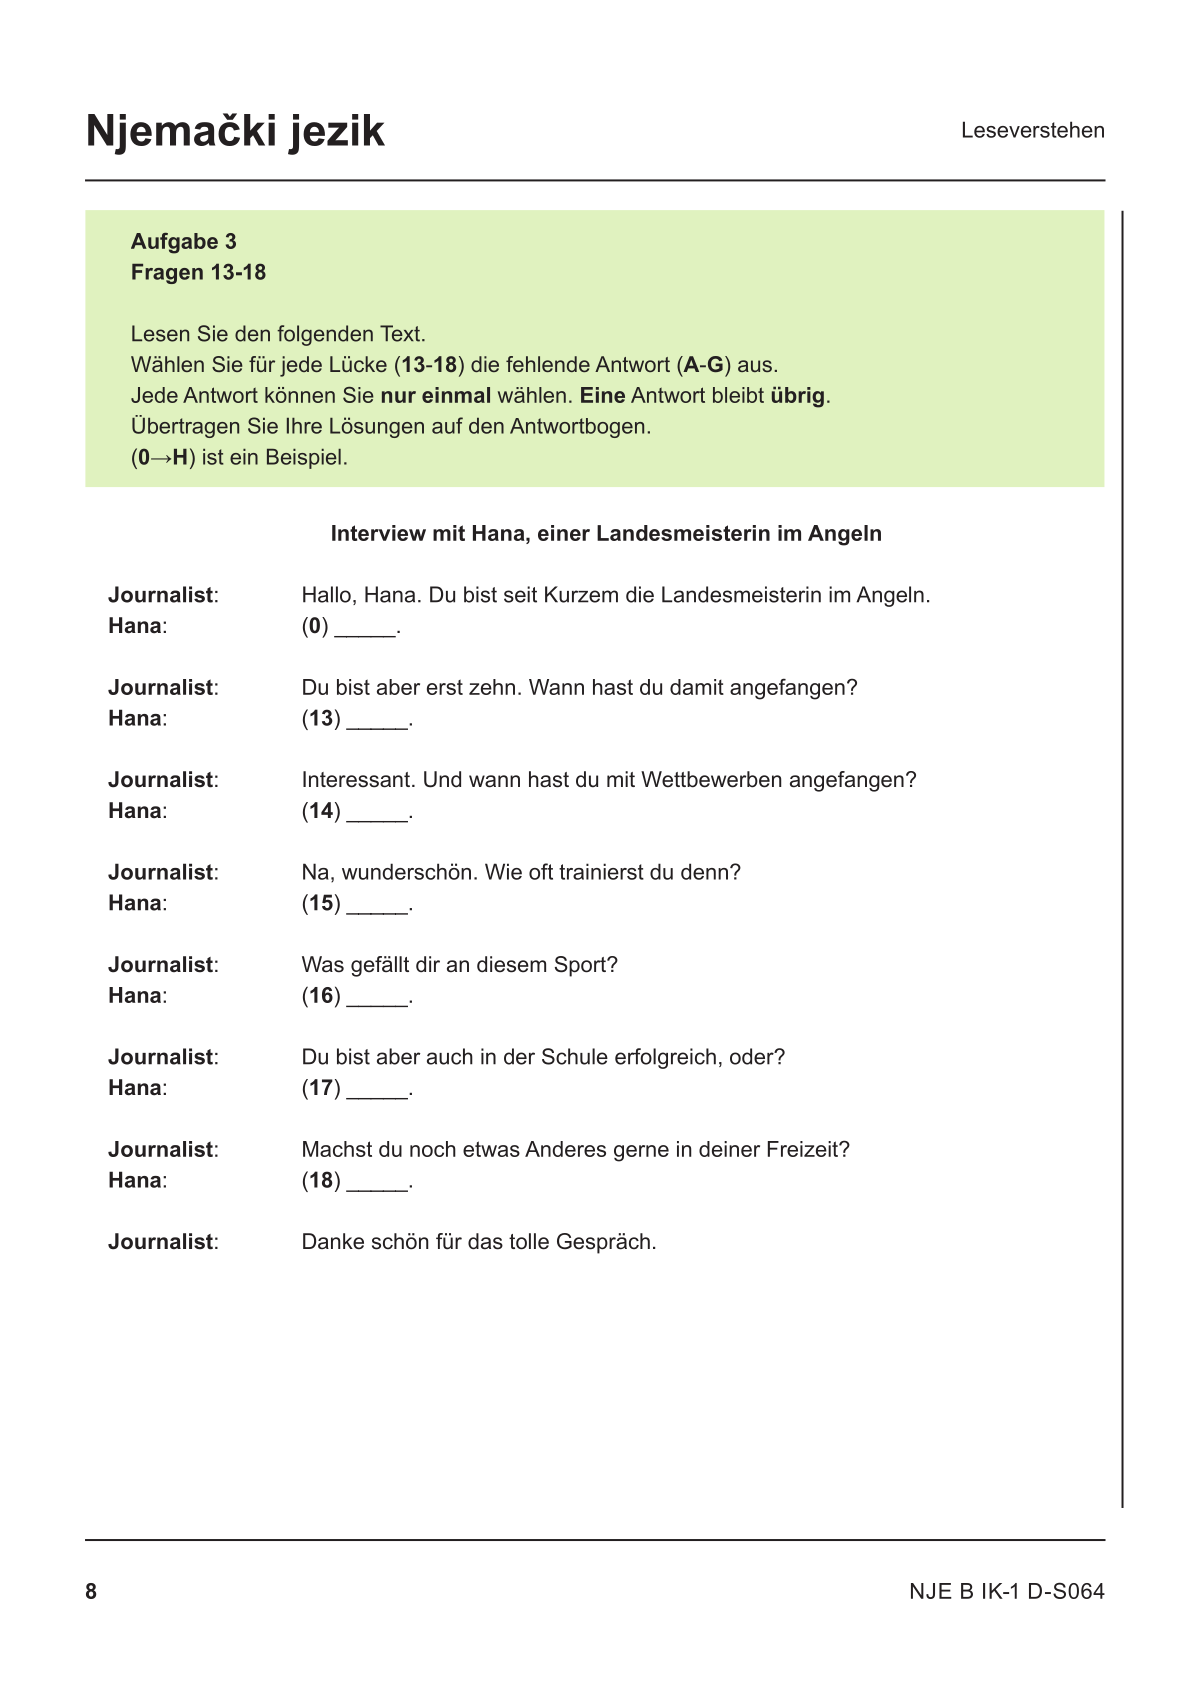 Njemački jezik
Leseverstehen
Aufgabe 3
Fragen 13-18
Lesen Sie den folgenden Text.
Wählen Sie für jede Lücke (13-18) die fehlende Antwort (A-G) aus.
Jede Antwort können Sie nur einmal wählen. Eine Antwort bleibt übrig.
Übertragen Sie Ihre Lösungen auf den Antwortbogen.
(0→H) ist ein Beispiel.
Interview mit Hana, einer Landesmeisterin im Angeln
Journalist: Hallo, Hana. Du bist seit Kurzem die Landesmeisterin im Angeln.
Hana: (0) _____.
Journalist: Du bist aber erst zehn. Wann hast du damit angefangen?
Hana: (13) _____.
Journalist: Interessant. Und wann hast du mit Wettbewerben angefangen?
Hana: (14) _____.
Journalist: Na, wunderschön. Wie oft trainierst du denn?
Hana: (15) _____.
Journalist: Was gefällt dir an diesem Sport?
Hana: (16) _____.
Journalist: Du bist aber auch in der Schule erfolgreich, oder?
Hana: (17) _____.
Journalist: Machst du noch etwas Anderes gerne in deiner Freizeit?
Hana: (18) _____.
Journalist: Danke schön für das tolle Gespräch.
8
NJE B IK-1 D-S064